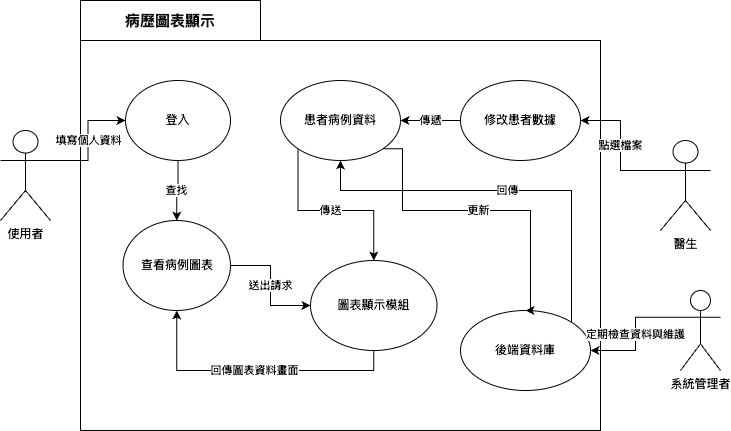 病歷圖表顯示
登入
患者病例資料
傳遞
修改患者數據
填寫個人資料
點選檔案
查找
回傳
使用者
傳送
更新
醫生
查看病例圖表
送出請求
圖表顯示模組
定期檢查資料與維護
後端資料庫
回傳圖表資料畫面
系統管理者